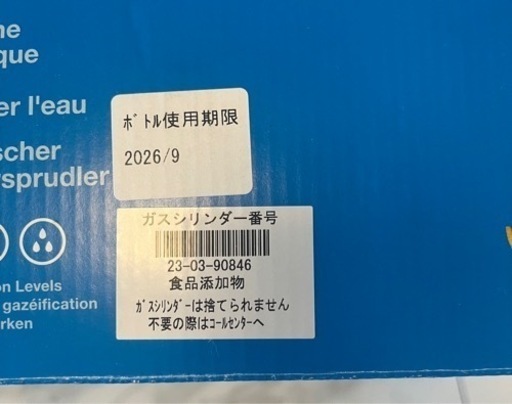 ne
que
er l'eau
scher
rsprudler
on Levels
gazéification
rken
ﾎﾞﾄﾙ使用期限
2026/9
ガスシリンダー番号
23-03-90846
食品添加物
ｶﾞｽｼﾘﾝﾀﾞｰは捨てられません
不要の際はｺｰﾙｾﾝﾀｰへ